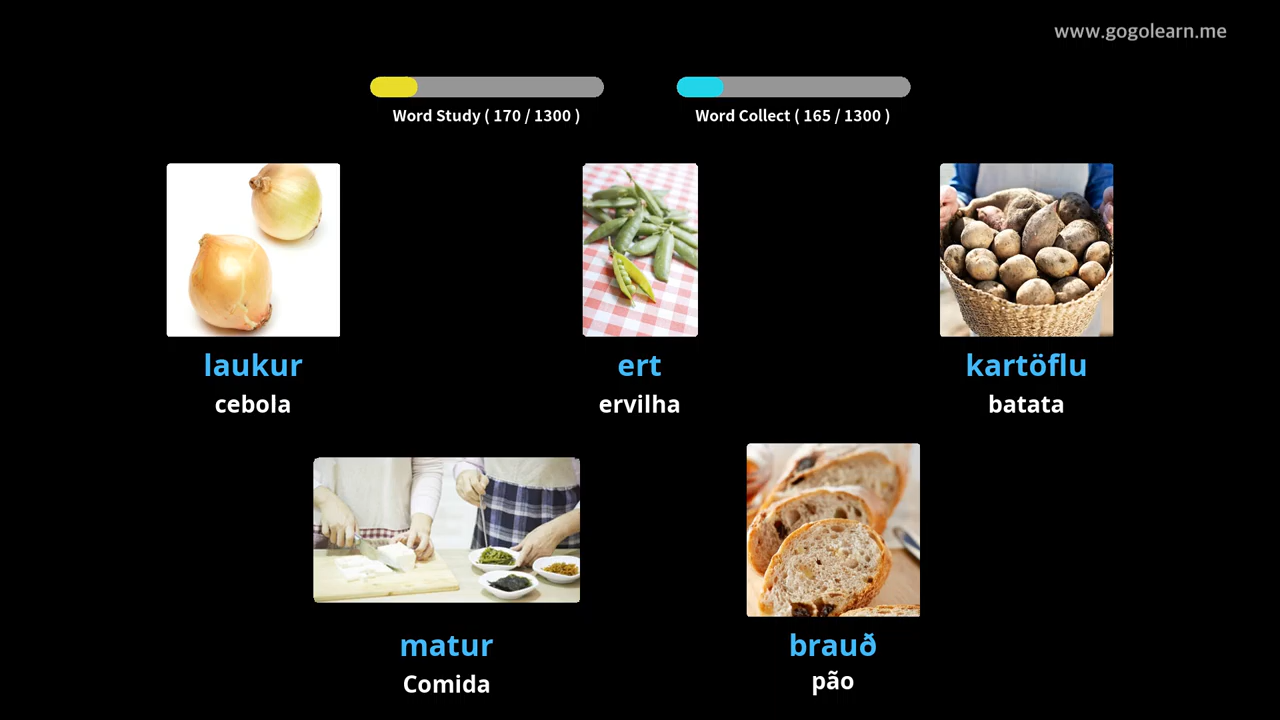 www.gogolearn.me
Word Study ( 170 / 1300 )
Word Collect ( 165 / 1300 )
laukur
cebola
ert
ervilha
kartöflu
batata
matur
Comida
brauð
pão